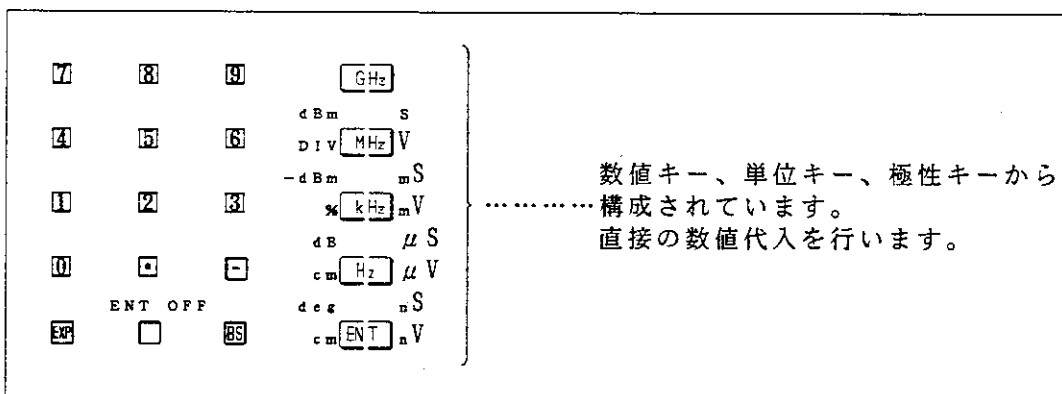 7 8 9 GHz
dBm S
4 5 6 DIV MHz V
-dBm mS
1 2 3 % kHz mV
dB μS
0 • - cm Hz μV
ENT OFF deg nS
EXP BS cm ENT nV
…………数値キー、単位キー、極性キーから
構成されています。
直接の数値代入を行います。